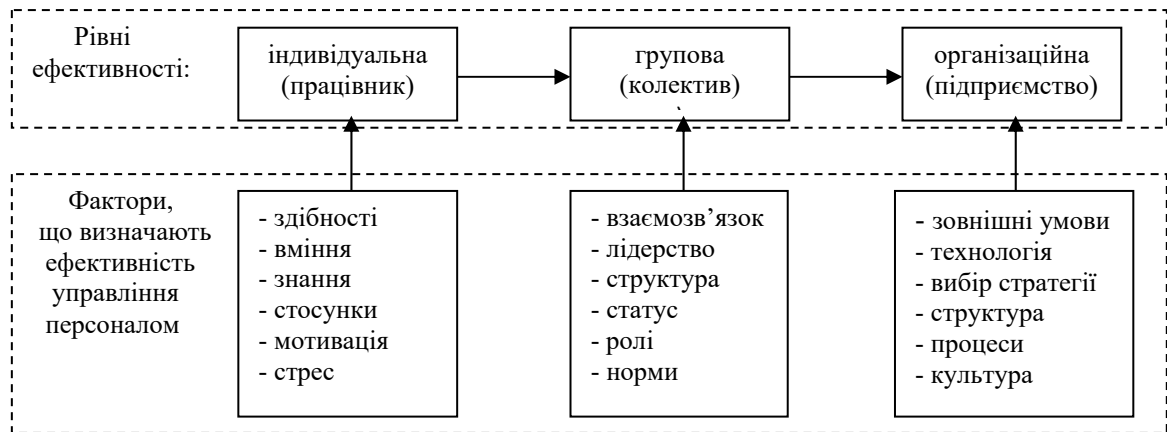 Рівні
ефективності:
індивідуальна
(працівник)
групова
(колектив)
організаційна
(підприємство)
Фактори,
що визначають
ефективність
управління
персоналом
- здібності
- вміння
- знання
- стосунки
- мотивація
- стрес
- взаємозв’язок
- лідерство
- структура
- статус
- ролі
- норми
- зовнішні умови
- технологія
- вибір стратегії
- структура
- процеси
- культура